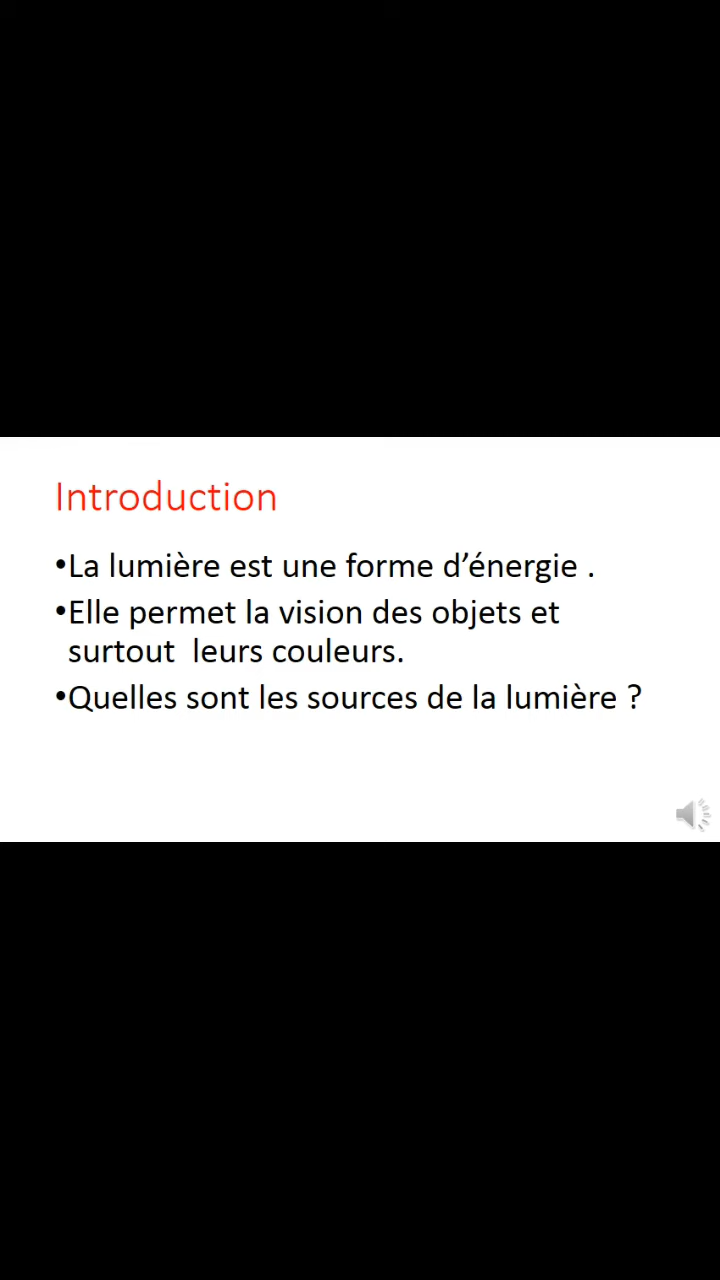 Introduction
•La lumière est une forme d’énergie .
•Elle permet la vision des objets et
surtout  leurs couleurs.
•Quelles sont les sources de la lumière ?